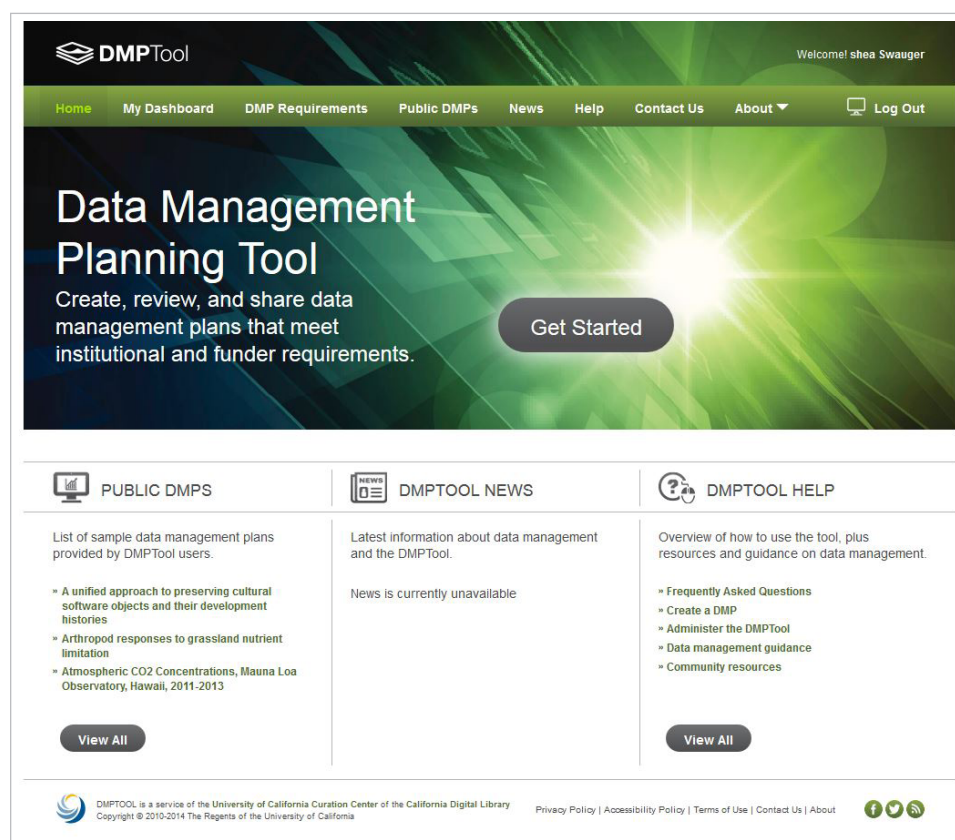 DMPTool
Welcome! shea Swauger
Home My Dashboard DMP Requirements Public DMPs News Help Contact Us About Log Out
Data Management
Planning Tool
Create, review, and share data
management plans that meet
institutional and funder requirements.
Get Started
PUBLIC DMPS
List of sample data management plans
provided by DMPTool users.
» A unified approach to preserving cultural
software objects and their development
histories
» Arthropod responses to grassland nutrient
limitation
» Atmospheric CO2 Concentrations, Mauna Loa
Observatory, Hawaii, 2011-2013
View All
NEWS
DMPTOOL NEWS
Latest information about data management
and the DMPTool.
News is currently unavailable
DMPTOOL HELP
Overview of how to use the tool, plus
resources and guidance on data management.
» Frequently Asked Questions
» Create a DMP
» Administer the DMPTool
» Data management guidance
» Community resources
View All
DMPTOOL is a service of the University of California Curation Center of the California Digital Library
Copyright © 2010-2014 The Regents of the University of California
Privacy Policy | Accessibility Policy | Terms of Use | Contact Us | About